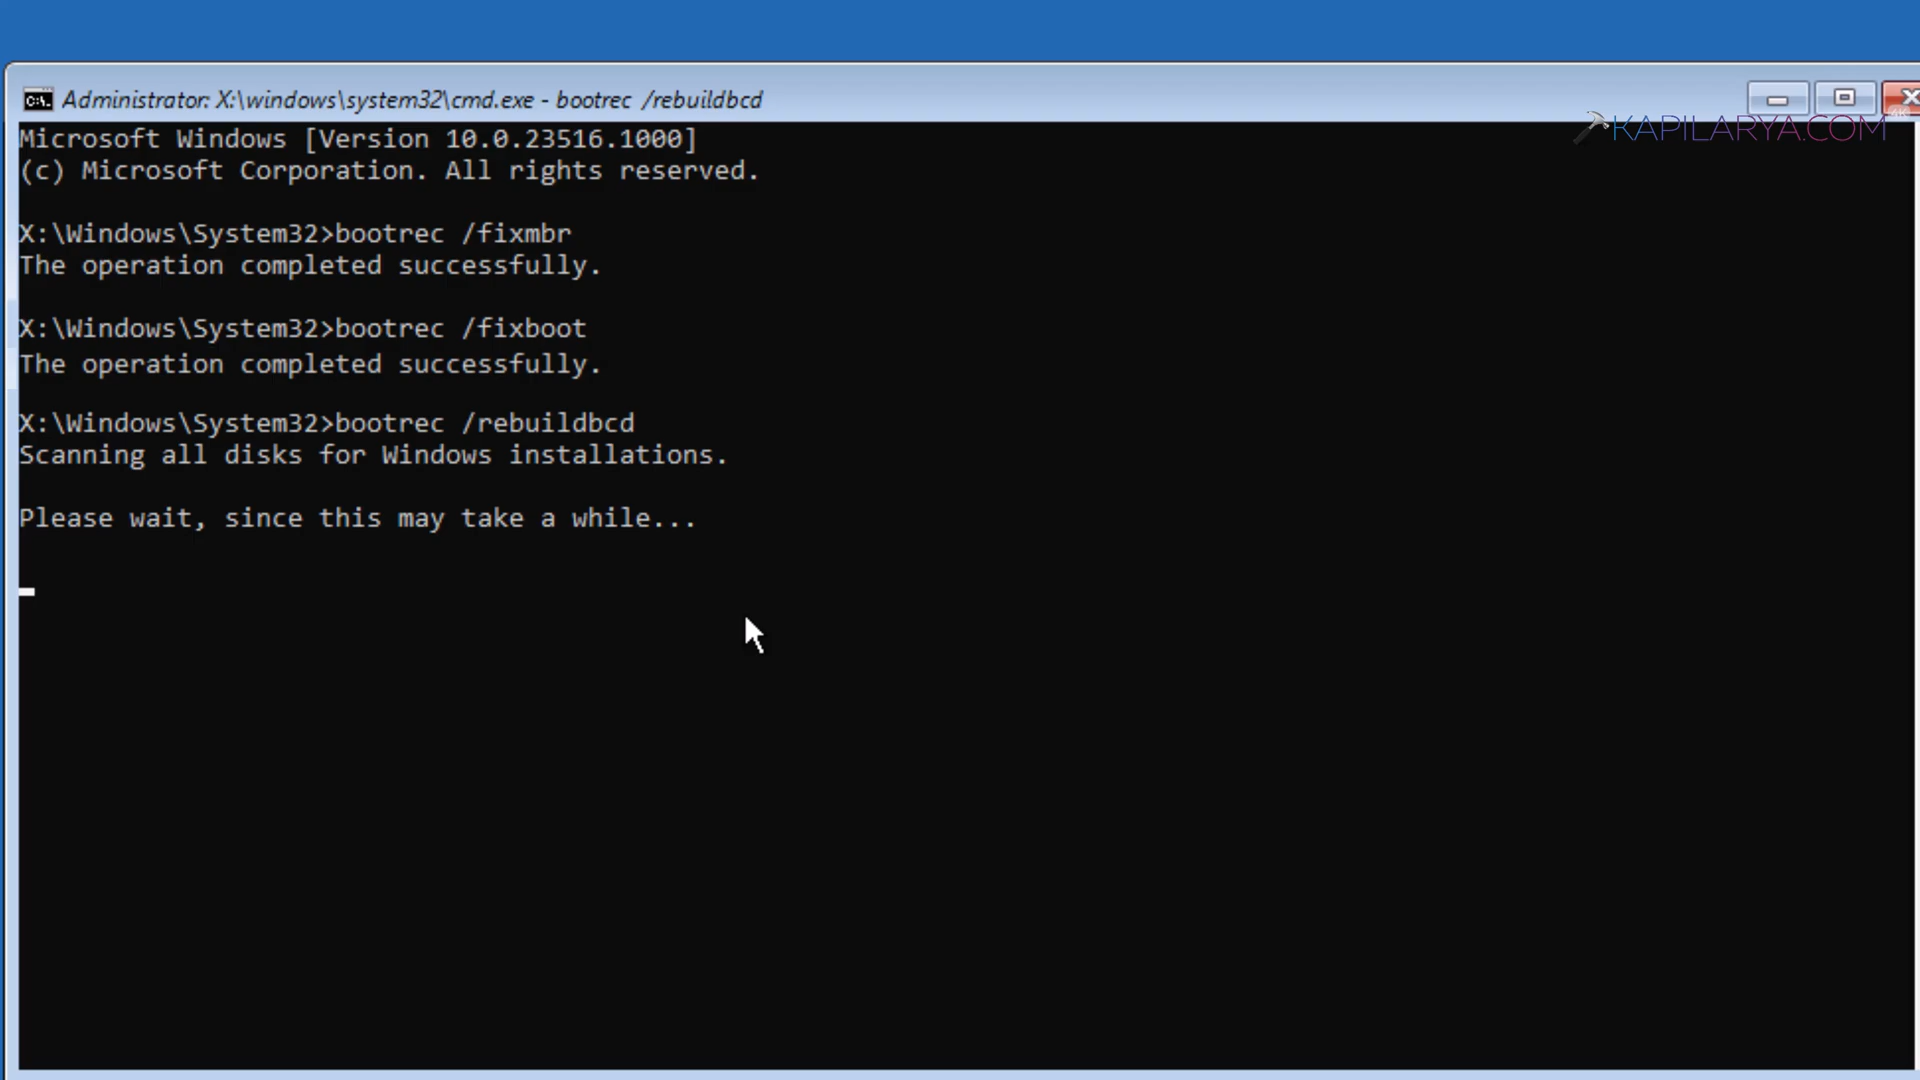 Administrator: X:\windows\system32\cmd.exe - bootrec /rebuildbcd
KAPILARYA.COM
Microsoft Windows [Version 10.0.23516.1000]
(c) Microsoft Corporation. All rights reserved.
X:\Windows\System32>bootrec /fixmbr
The operation completed successfully.
X:\Windows\System32>bootrec /fixboot
The operation completed successfully.
X:\Windows\System32>bootrec /rebuildbcd
Scanning all disks for Windows installations.
Please wait, since this may take a while...